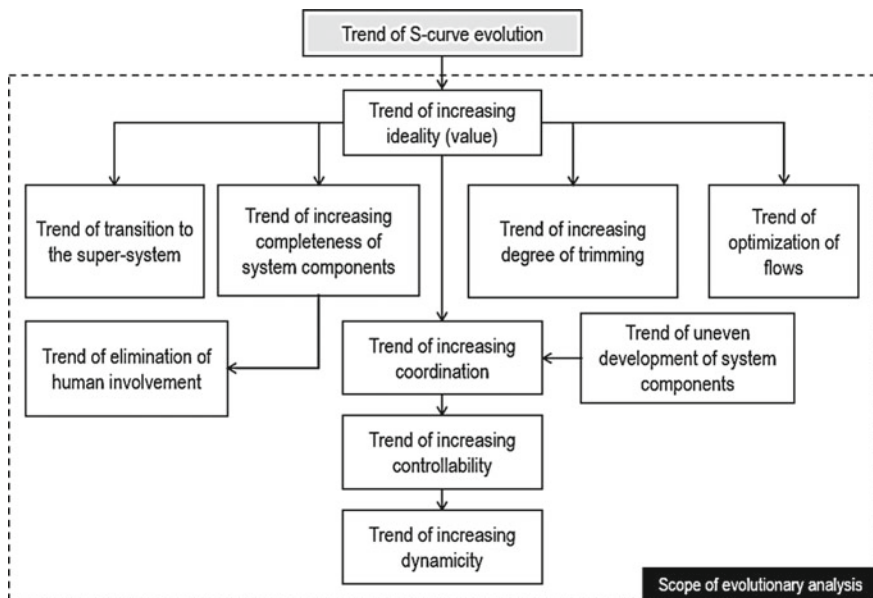 Trend of S-curve evolution
Trend of increasing
ideality (value)
Trend of transition to
the super-system
Trend of increasing
completeness of
system components
Trend of increasing
degree of trimming
Trend of
optimization of
flows
Trend of elimination of
human involvement
Trend of increasing
coordination
Trend of uneven
development of system
components
Trend of increasing
controllability
Trend of increasing
dynamicity
Scope of evolutionary analysis